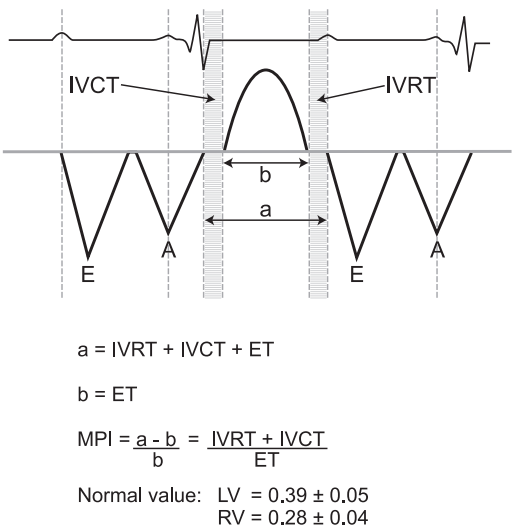 IVCT IVRT
b
a
E A E A
a = IVRT + IVCT + ET
b = ET
MPI = a - b / b = IVRT + IVCT / ET
Normal value: LV = 0.39 ± 0.05
RV = 0.28 ± 0.04